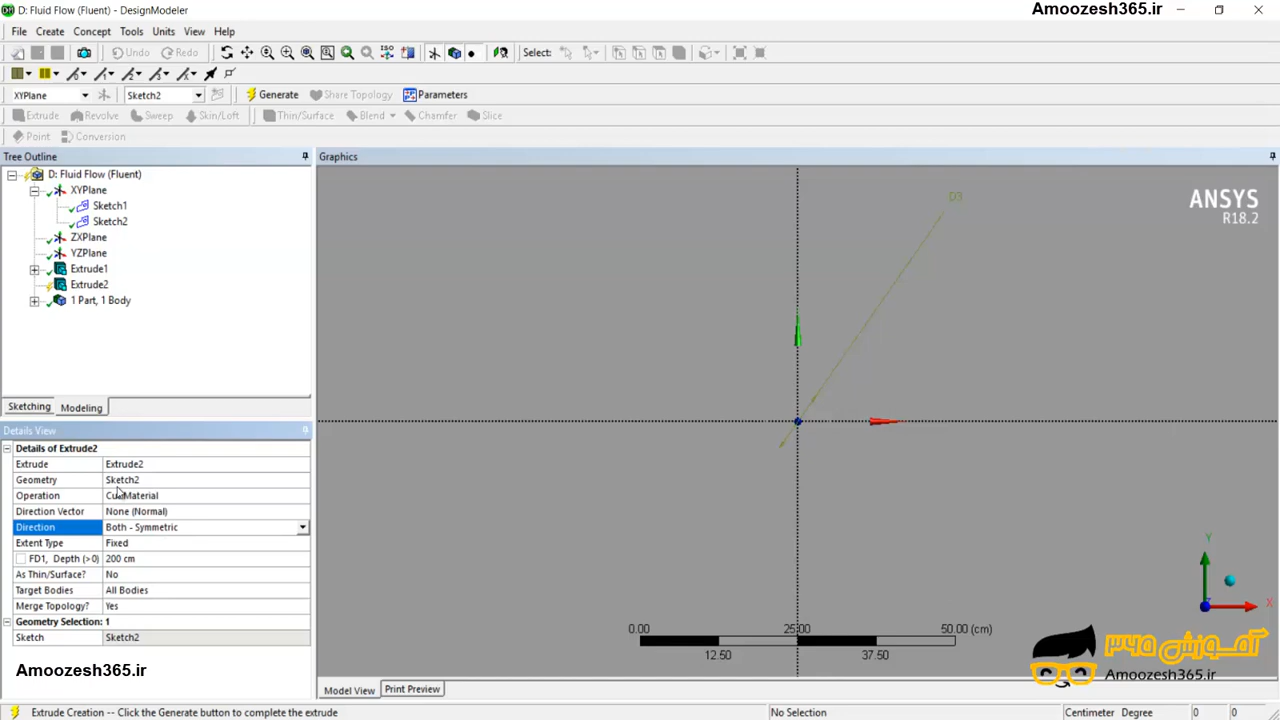 D: Fluid Flow (Fluent) - DesignModeler
Amoozesh365.ir
File Create Concept Tools Units View Help
Undo Redo Select:
XYPlane Sketch2 Generate Share Topology Parameters
Extrude Revolve Sweep Skin/Loft Thin/Surface Blend Chamfer Slice
Point Conversion
Tree Outline
D: Fluid Flow (Fluent)
XYPlane
Sketch1
Sketch2
ZXPlane
YZPlane
Extrude1
Extrude2
1 Part, 1 Body
Sketching Modeling
Details View
Details of Extrude2
Extrude Extrude2
Geometry Sketch2
Operation Cut Material
Direction Vector None (Normal)
Direction Both - Symmetric
Extent Type Fixed
FD1, Depth (>0) 200 cm
As Thin/Surface? No
Target Bodies All Bodies
Merge Topology? Yes
Geometry Selection: 1
Sketch Sketch2
Amoozesh365.ir
Graphics
ANSYS
R18.2
D3
Y
X
0.00 25.00 50.00 (cm)
12.50 37.50
آموزش ۳۶۵
Amoozesh365.ir
Model View Print Preview
Extrude Creation -- Click the Generate button to complete the extrude No Selection Centimeter Degree 0 0